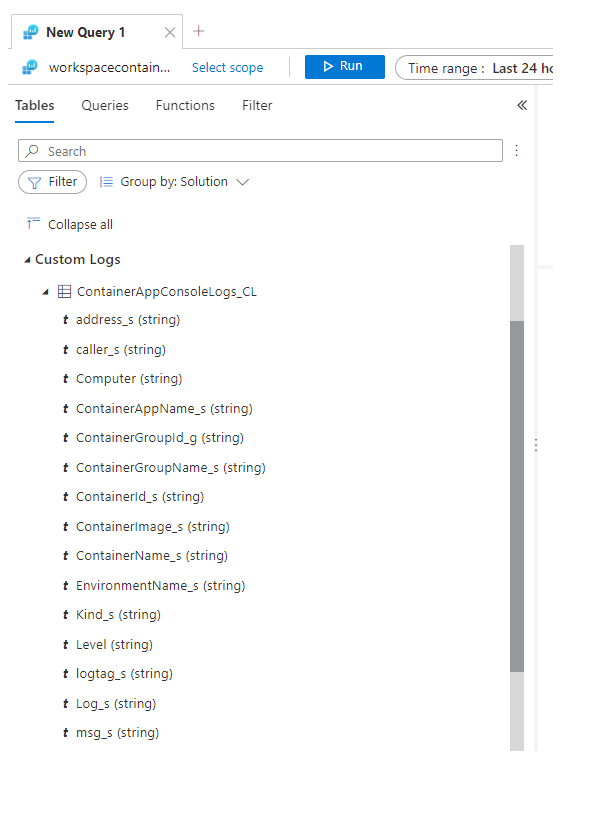 New Query 1
workspacecontain... Select scope Run Time range : Last 24 ho
Tables Queries Functions Filter
Search
Filter Group by: Solution
Collapse all
Custom Logs
ContainerAppConsoleLogs_CL
t address_s (string)
t caller_s (string)
t Computer (string)
t ContainerAppName_s (string)
t ContainerGroupId_g (string)
t ContainerGroupName_s (string)
t ContainerId_s (string)
t ContainerImage_s (string)
t ContainerName_s (string)
t EnvironmentName_s (string)
t Kind_s (string)
t Level (string)
t logtag_s (string)
t Log_s (string)
t msg_s (string)